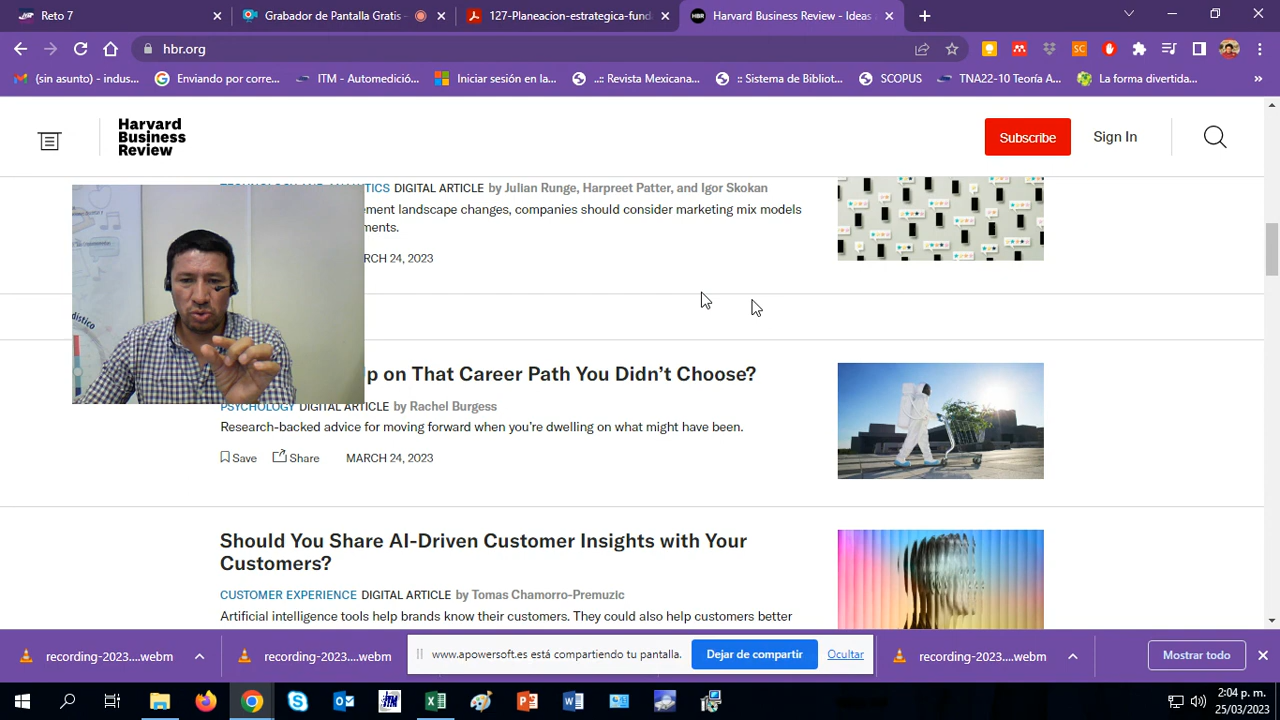 Reto 7
Grabador de Pantalla Gratis -
127-Planeacion-estrategica-fund
Harvard Business Review - Ideas
hbr.org
(sin asunto) - indus...
Enviando por corre...
ITM - Automedició...
Iniciar sesión en la...
..: Revista Mexicana...
:: Sistema de Bibliot...
SCOPUS
TNA22-10 Teoría A...
La forma divertida...
»
Harvard
Business
Review
Subscribe
Sign In
TECHNOLOGY AND ANALYTICS DIGITAL ARTICLE by Julian Runge, Harpreet Patter, and Igor Skokan
ement landscape changes, companies should consider marketing mix models
ments.
RCH 24, 2023
p on That Career Path You Didn't Choose?
PSYCHOLOGY DIGITAL ARTICLE by Rachel Burgess
Research-backed advice for moving forward when you're dwelling on what might have been.
Save Share MARCH 24, 2023
Should You Share AI-Driven Customer Insights with Your
Customers?
CUSTOMER EXPERIENCE DIGITAL ARTICLE by Tomas Chamorro-Premuzic
Artificial intelligence tools help brands know their customers. They could also help customers better
recording-2023....webm
recording-2023....webm
www.apowersoft.es está compartiendo tu pantalla.
Dejar de compartir
Ocultar
recording-2023....webm
Mostrar todo
2:04 p. m.
25/03/2023